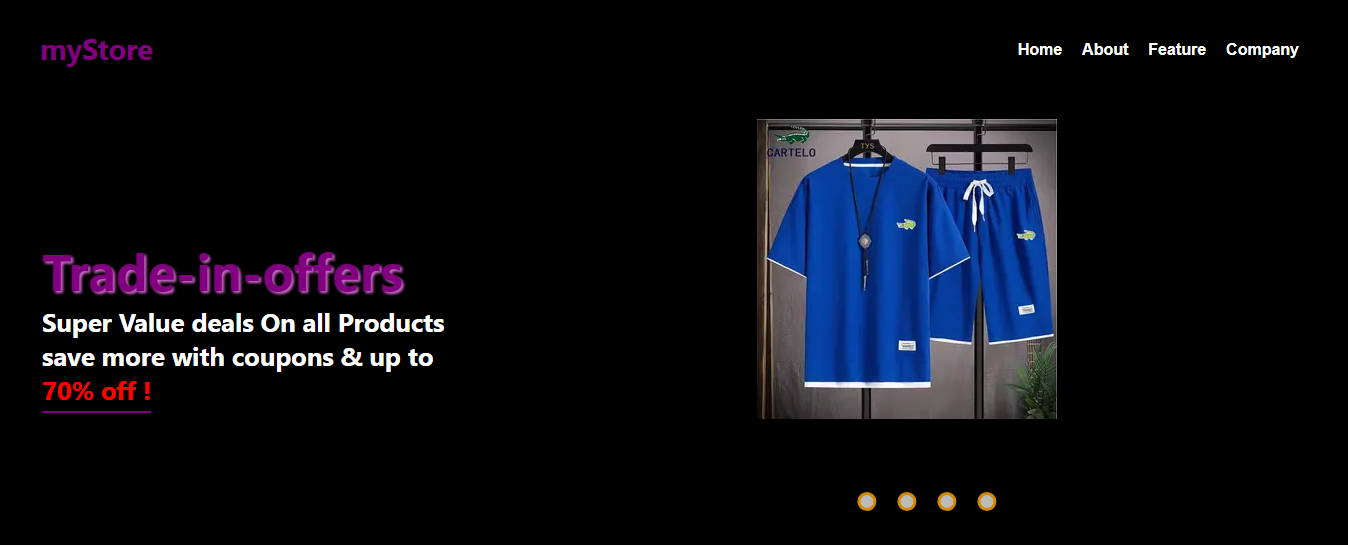 myStore
Home About Feature Company
CARTELO
TYS
Trade-in-offers
Super Value deals On all Products
save more with coupons & up to
70% off !